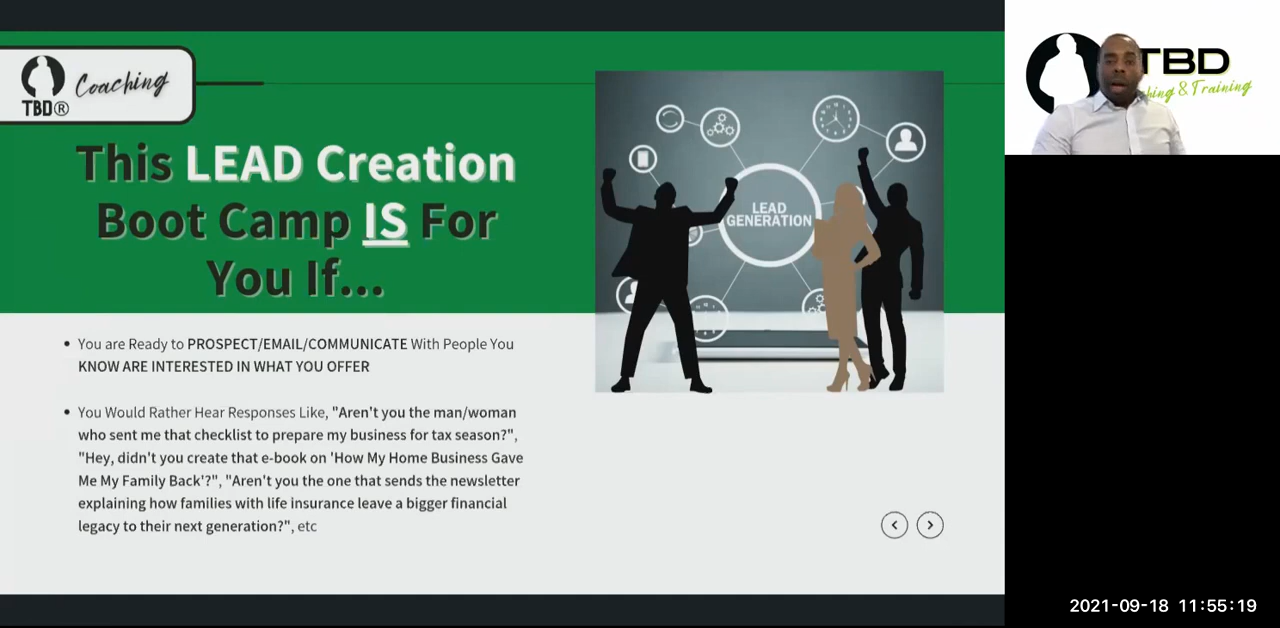 Coaching
TBD®
This LEAD Creation
Boot Camp IS For
You If...
• You are Ready to PROSPECT/EMAIL/COMMUNICATE With People You
KNOW ARE INTERESTED IN WHAT YOU OFFER
• You Would Rather Hear Responses Like, "Aren't you the man/woman
who sent me that checklist to prepare my business for tax season?",
"Hey, didn't you create that e-book on 'How My Home Business Gave
Me My Family Back'?", "Aren't you the one that sends the newsletter
explaining how families with life insurance leave a bigger financial
legacy to their next generation?", etc
LEAD
GENERATION
TBD
hing & Training
2021-09-18 11:55:19